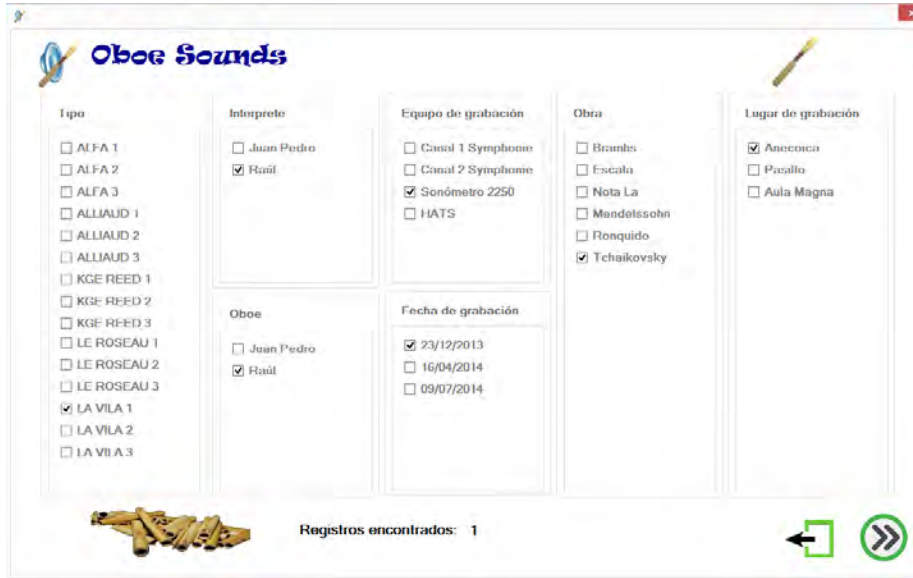 Oboe Sounds
Tipo
ALFA 1
ALFA 2
ALFA 3
ALLIAUD 1
ALLIAUD 2
ALLIAUD 3
KGE REED 1
KGE REED 2
KGE REED 3
LE ROSEAU 1
LE ROSEAU 2
LE ROSEAU 3
LA VILA 1
LA VILA 2
LA VILA 3
Interprete
Juan Pedro
Raúl
Oboe
Juan Pedro
Raúl
Equipo de grabación
Canal 1 Symphonie
Canal 2 Symphonie
Sonómetro 2250
HATS
Fecha de grabación
23/12/2013
16/04/2014
09/07/2014
Obra
Brambs
Escala
Nota La
Mendelssohn
Ronquido
Tchaikovsky
Lugar de grabación
Anecoica
Pasillo
Aula Magna
Registros encontrados: 1